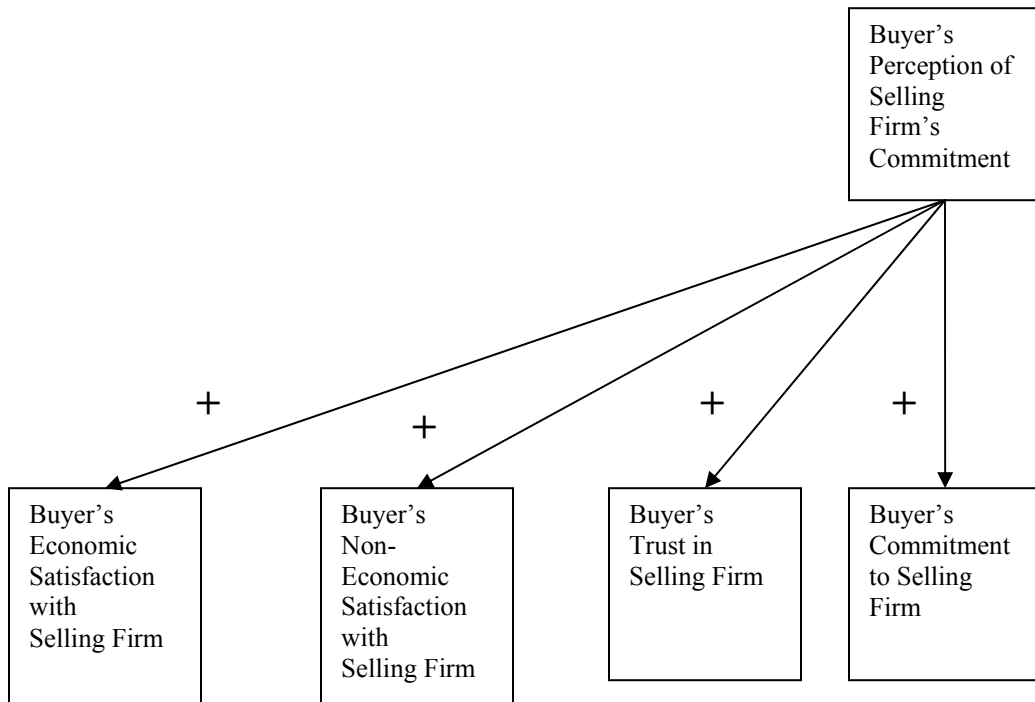 Buyer’s
Perception of
Selling
Firm’s
Commitment
+
+
+
+
Buyer’s
Economic
Satisfaction
with
Selling Firm
Buyer’s
Non-
Economic
Satisfaction
with
Selling Firm
Buyer’s
Trust in
Selling Firm
Buyer’s
Commitment
to Selling
Firm